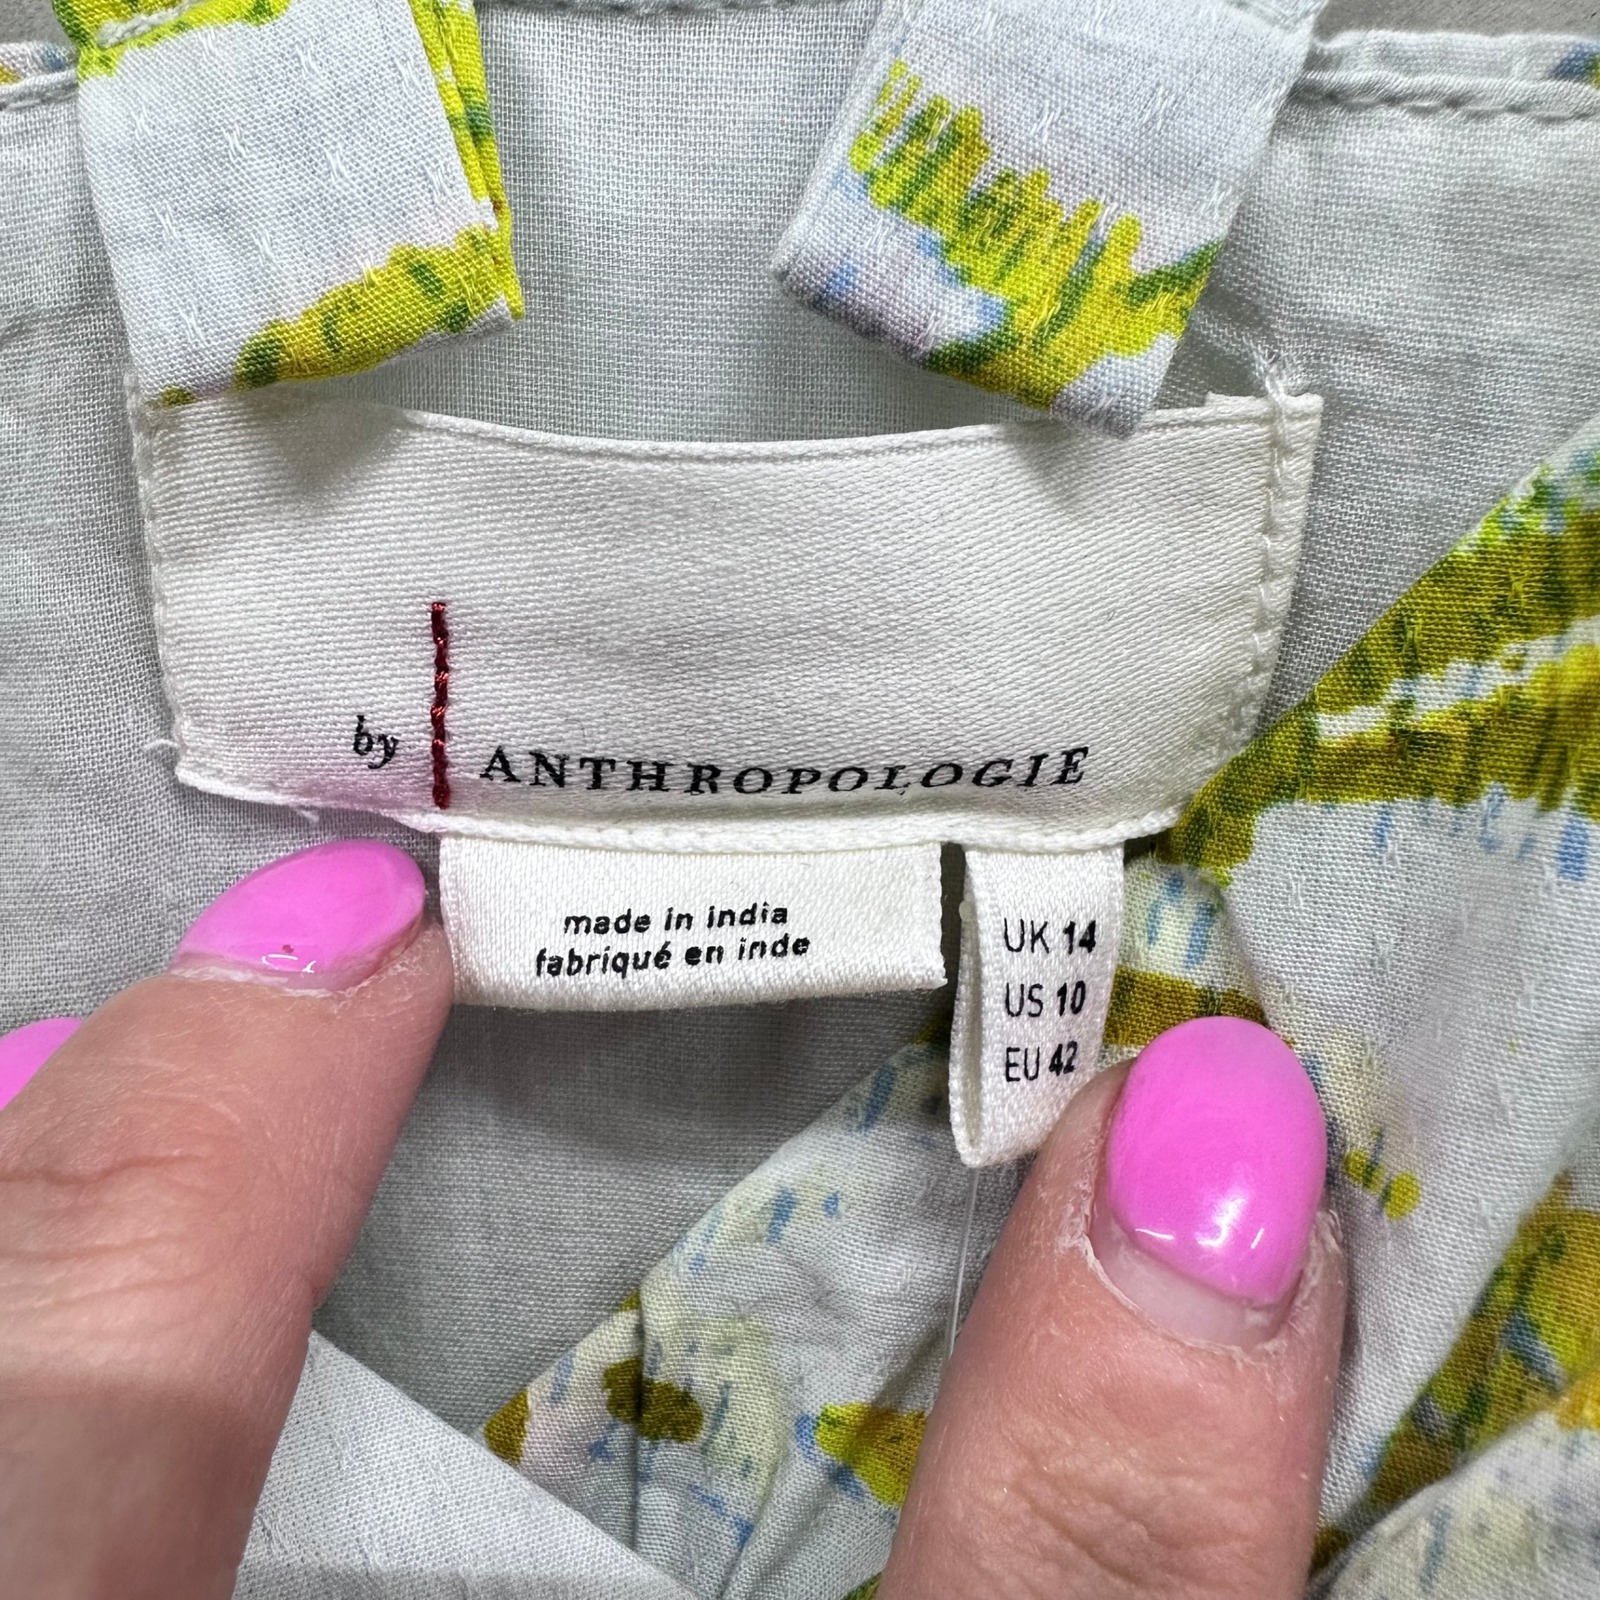 by ANTHROPOLOGIE
made in india
fabriqué en inde
UK 14
US 10
EU 42